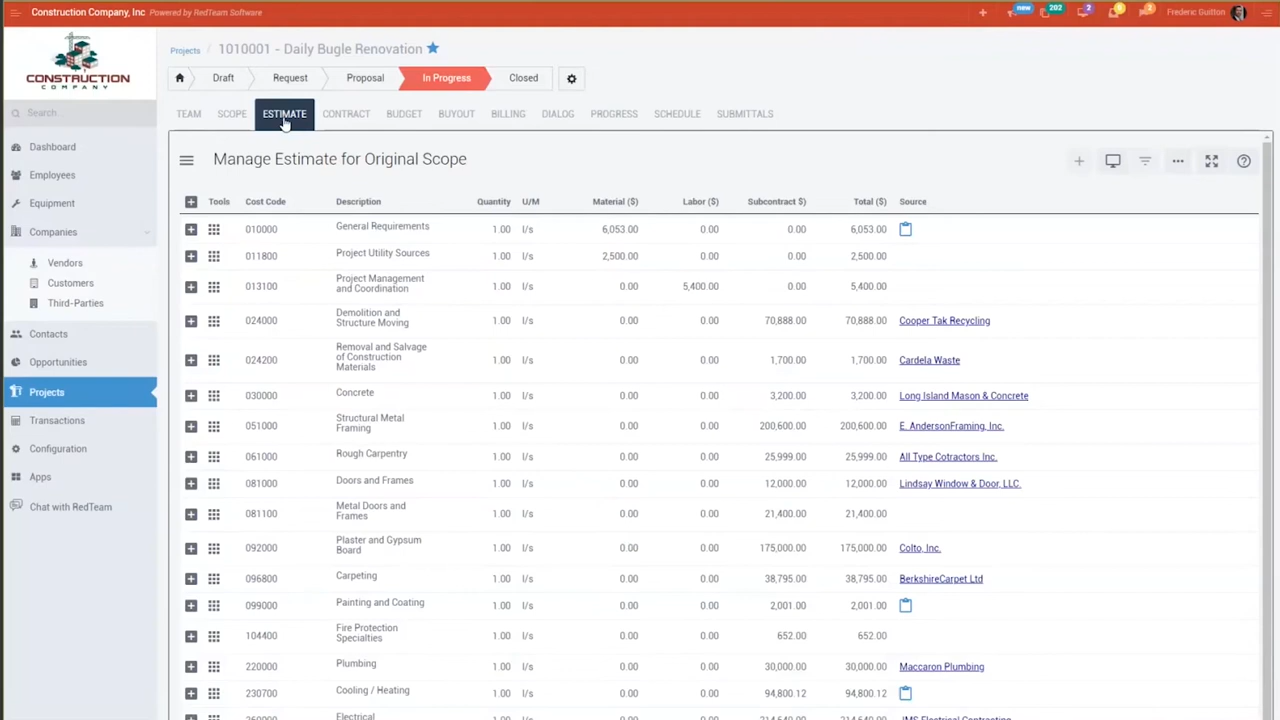 Construction Company, Inc Powered by RedTeam Software
new
202
2
6
2
Frederic Guitton
CONSTRUCTION
COMPANY
Search
Dashboard
Employees
Equipment
Companies
Vendors
Customers
Third-Parties
Contacts
Opportunities
Projects
Transactions
Configuration
Apps
Chat with RedTeam
Projects / 1010001 - Daily Bugle Renovation
Draft Request Proposal In Progress Closed
TEAM SCOPE ESTIMATE CONTRACT BUDGET BUYOUT BILLING DIALOG PROGRESS SCHEDULE SUBMITTALS
Manage Estimate for Original Scope
Tools Cost Code Description Quantity U/M Material ($) Labor ($) Subcontract $) Total ($) Source
010000 General Requirements 1.00 l/s 6,053.00 0.00 0.00 6,053.00
011800 Project Utility Sources 1.00 l/s 2,500.00 0.00 0.00 2,500.00
013100 Project Management and Coordination 1.00 l/s 0.00 5,400.00 0.00 5,400.00
024000 Demolition and Structure Moving 1.00 l/s 0.00 0.00 70,888.00 70,888.00 Cooper Tak Recycling
024200 Removal and Salvage of Construction Materials 1.00 l/s 0.00 0.00 1,700.00 1,700.00 Cardela Waste
030000 Concrete 1.00 l/s 0.00 0.00 3,200.00 3,200.00 Long Island Mason & Concrete
051000 Structural Metal Framing 1.00 l/s 0.00 0.00 200,600.00 200,600.00 E. AndersonFraming, Inc.
061000 Rough Carpentry 1.00 l/s 0.00 0.00 25,999.00 25,999.00 All Type Cotractors Inc.
081000 Doors and Frames 1.00 l/s 0.00 0.00 12,000.00 12,000.00 Lindsay Window & Door, LLC.
081100 Metal Doors and Frames 1.00 l/s 0.00 0.00 21,400.00 21,400.00
092000 Plaster and Gypsum Board 1.00 l/s 0.00 0.00 175,000.00 175,000.00 Colto, Inc.
096800 Carpeting 1.00 l/s 0.00 0.00 38,795.00 38,795.00 BerkshireCarpet Ltd
099000 Painting and Coating 1.00 l/s 0.00 0.00 2,001.00 2,001.00
104400 Fire Protection Specialties 1.00 l/s 0.00 0.00 652.00 652.00
220000 Plumbing 1.00 l/s 0.00 0.00 30,000.00 30,000.00 Maccaron Plumbing
230700 Cooling / Heating 1.00 l/s 0.00 0.00 94,800.12 94,800.12
Electrical